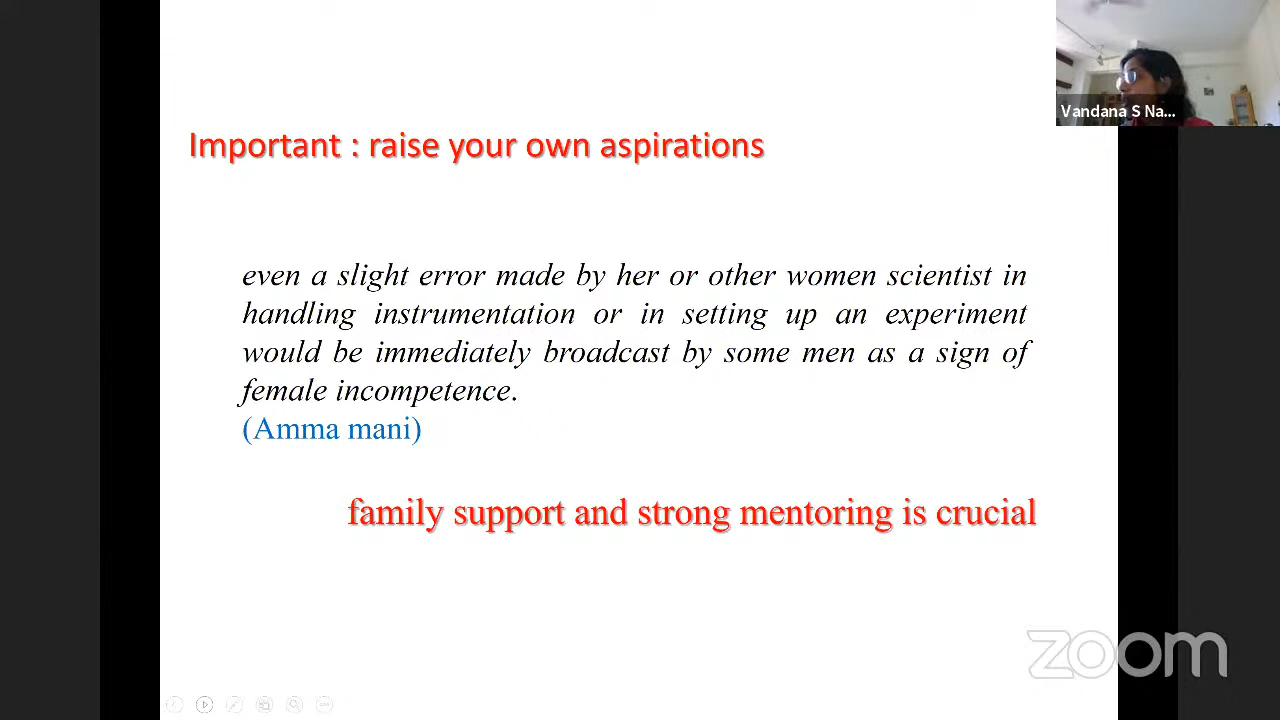 Vandana S Na...
Important : raise your own aspirations
even a slight error made by her or other women scientist in
handling instrumentation or in setting up an experiment
would be immediately broadcast by some men as a sign of
female incompetence.
(Amma mani)
family support and strong mentoring is crucial
zoom